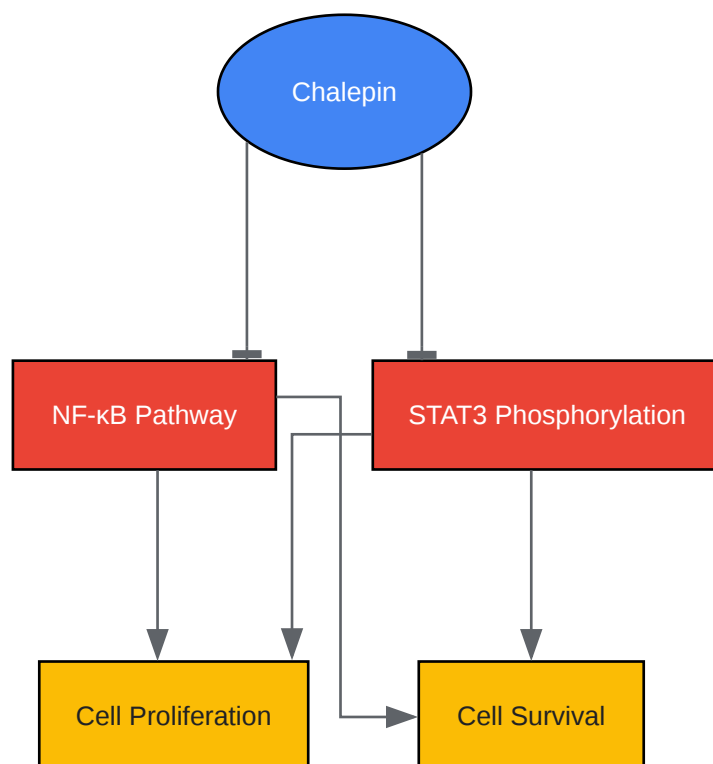 Chalepin
NF-κB Pathway
STAT3 Phosphorylation
Cell Proliferation
Cell Survival